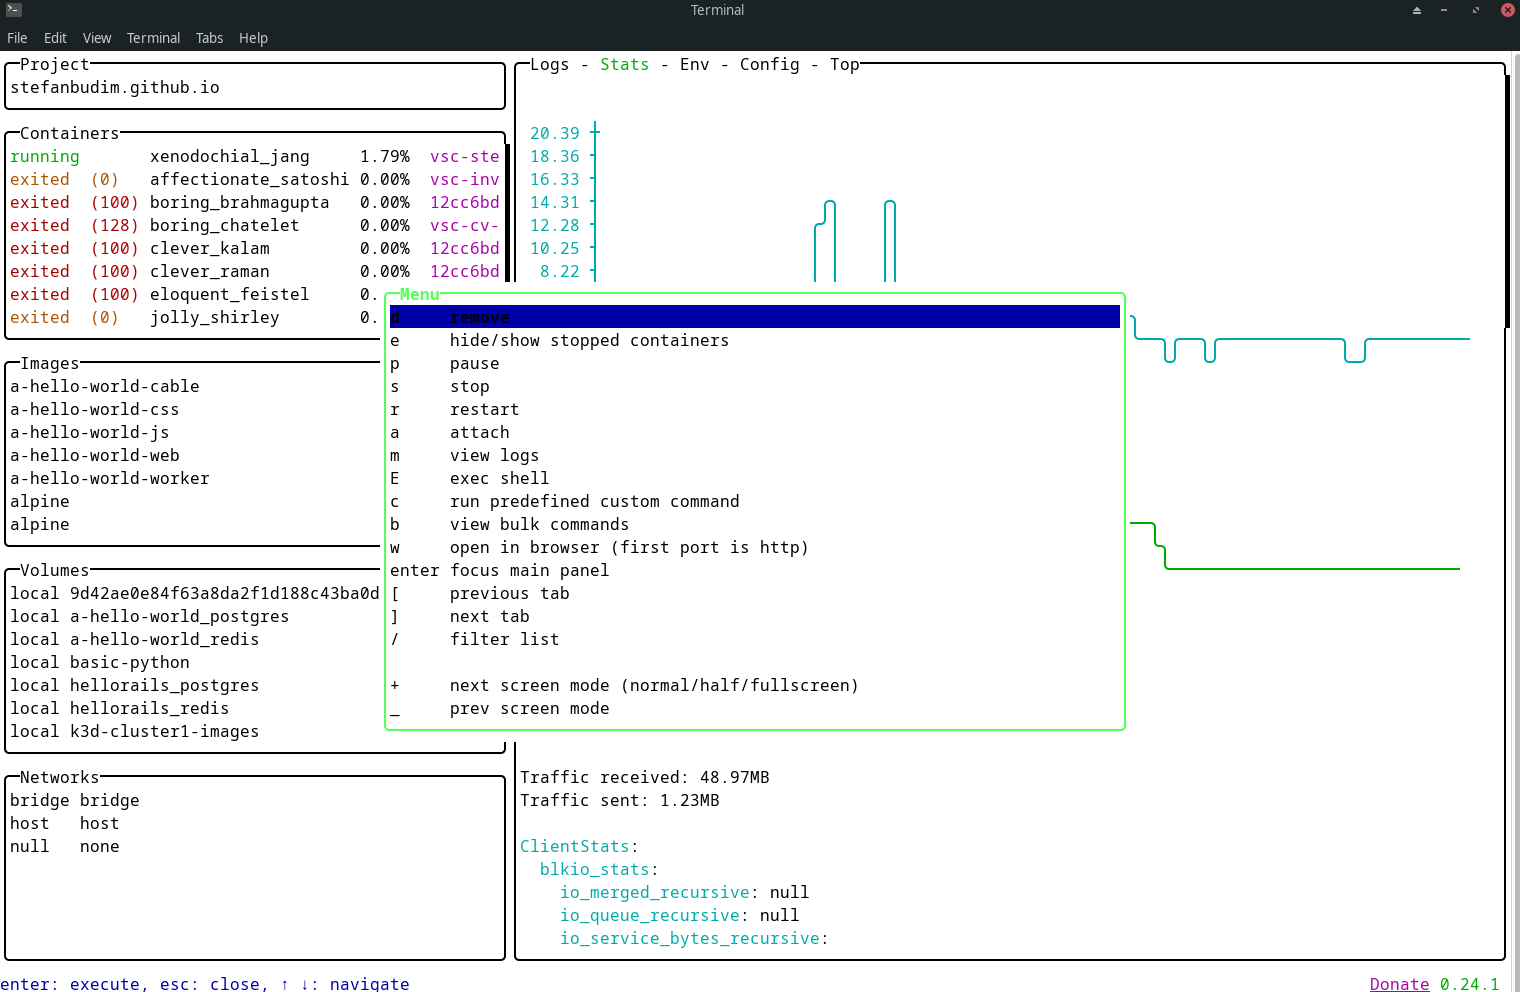 Terminal
File Edit View Terminal Tabs Help
Project
stefanbudim.github.io
Containers
running xenodochial_jang 1.79% vsc-ste
exited (0) affectionate_satoshi 0.00% vsc-inv
exited (100) boring_brahmagupta 0.00% 12cc6bd
exited (128) boring_chatelet 0.00% vsc-cv-
exited (100) clever_kalam 0.00% 12cc6bd
exited (100) clever_raman 0.00% 12cc6bd
exited (100) eloquent_feistel 0.
exited (0) jolly_shirley 0.
Images
a-hello-world-cable
a-hello-world-css
a-hello-world-js
a-hello-world-web
a-hello-world-worker
alpine
alpine
Volumes
local 9d42ae0e84f63a8da2f1d188c43ba0d
local a-hello-world_postgres
local a-hello-world_redis
local basic-python
local hellorails_postgres
local hellorails_redis
local k3d-cluster1-images
Networks
bridge bridge
host host
null none
Logs - Stats - Env - Config - Top
20.39
18.36
16.33
14.31
12.28
10.25
8.22
Menu
d remove
e hide/show stopped containers
p pause
s stop
r restart
a attach
m view logs
E exec shell
c run predefined custom command
b view bulk commands
w open in browser (first port is http)
enter focus main panel
[ previous tab
] next tab
/ filter list
+ next screen mode (normal/half/fullscreen)
_ prev screen mode
Traffic received: 48.97MB
Traffic sent: 1.23MB
ClientStats:
blkio_stats:
io_merged_recursive: null
io_queue_recursive: null
io_service_bytes_recursive:
enter: execute, esc: close, ↑ ↓: navigate
Donate 0.24.1